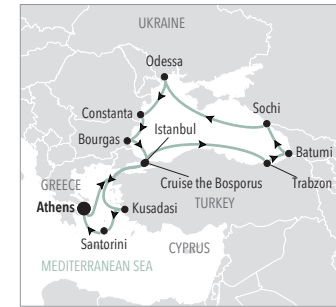 UKRAINE
Odessa
Constanta
Sochi
Istanbul
Bourgas
Batumi
GREECE
Cruise the Bosporus
Trabzon
Athens
Kusadasi
TURKEY
Santorini
CYPRUS
MEDITERRANEAN SEA